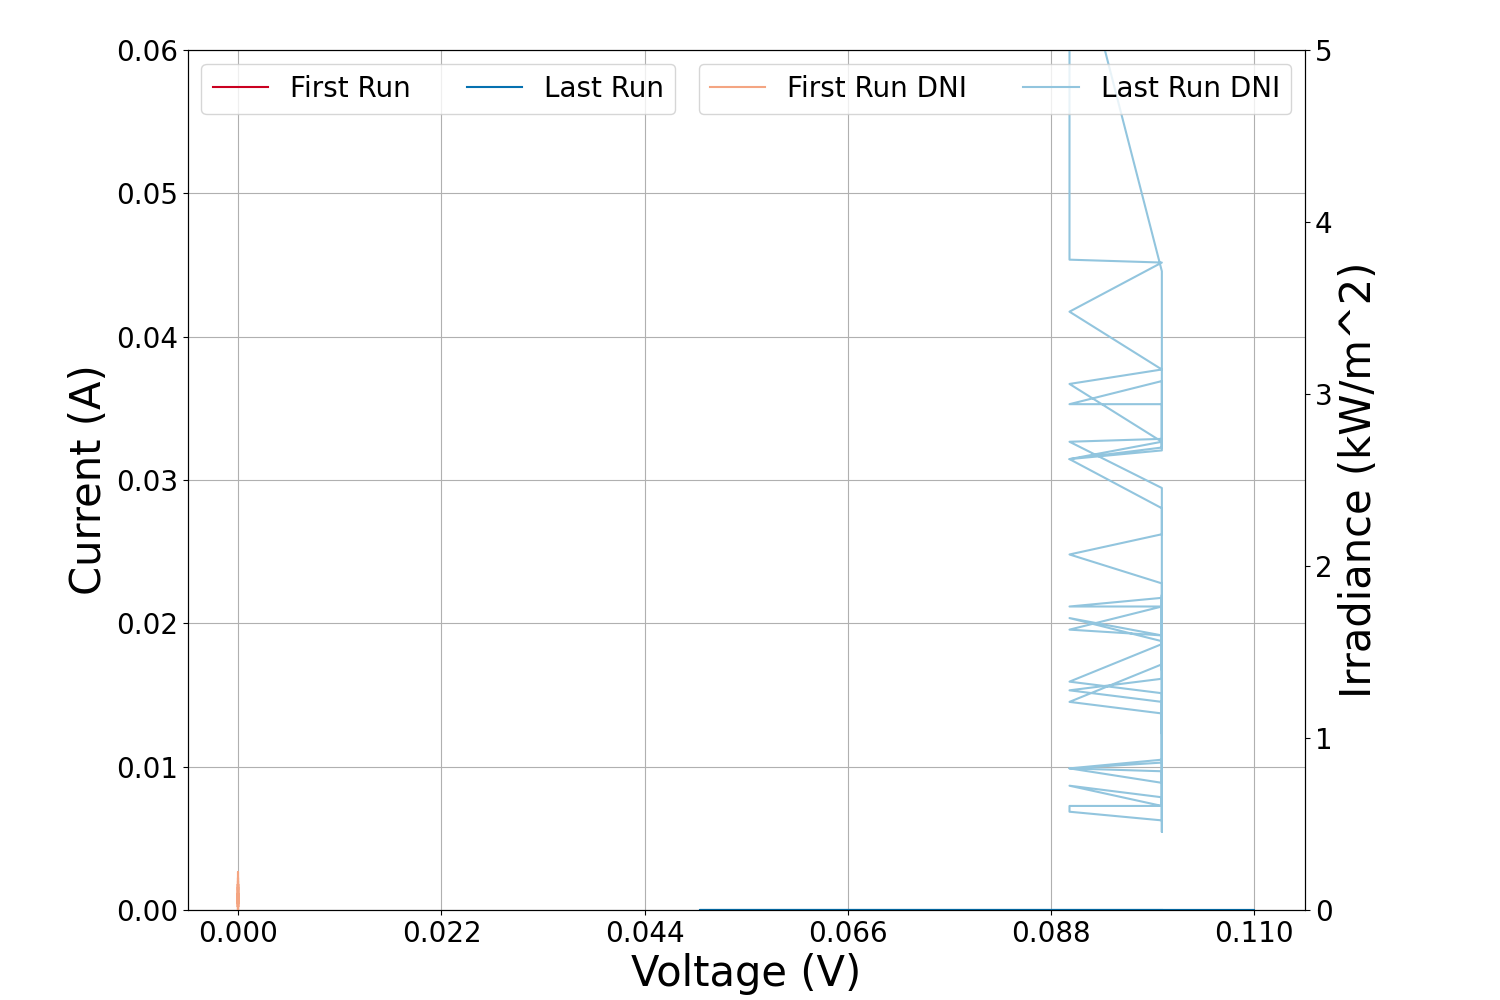 First Run
Last Run
First Run DNI
Last Run DNI
0.06
0.05
0.04
0.03
0.02
0.01
0.00
Current (A)
5
4
3
2
1
0
Irradiance (kW/m^2)
0.000 0.022 0.044 0.066 0.088 0.110
Voltage (V)